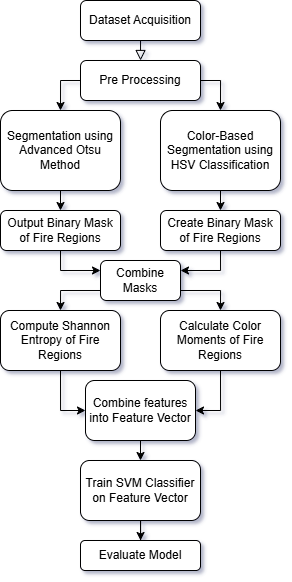 Dataset Acquisition
Pre Processing
Segmentation using
Advanced Otsu
Method
Color-Based
Segmentation using
HSV Classification
Output Binary Mask
of Fire Regions
Create Binary Mask
of Fire Regions
Combine
Masks
Compute Shannon
Entropy of Fire
Regions
Calculate Color
Moments of Fire
Regions
Combine features
into Feature Vector
Train SVM Classifier
on Feature Vector
Evaluate Model